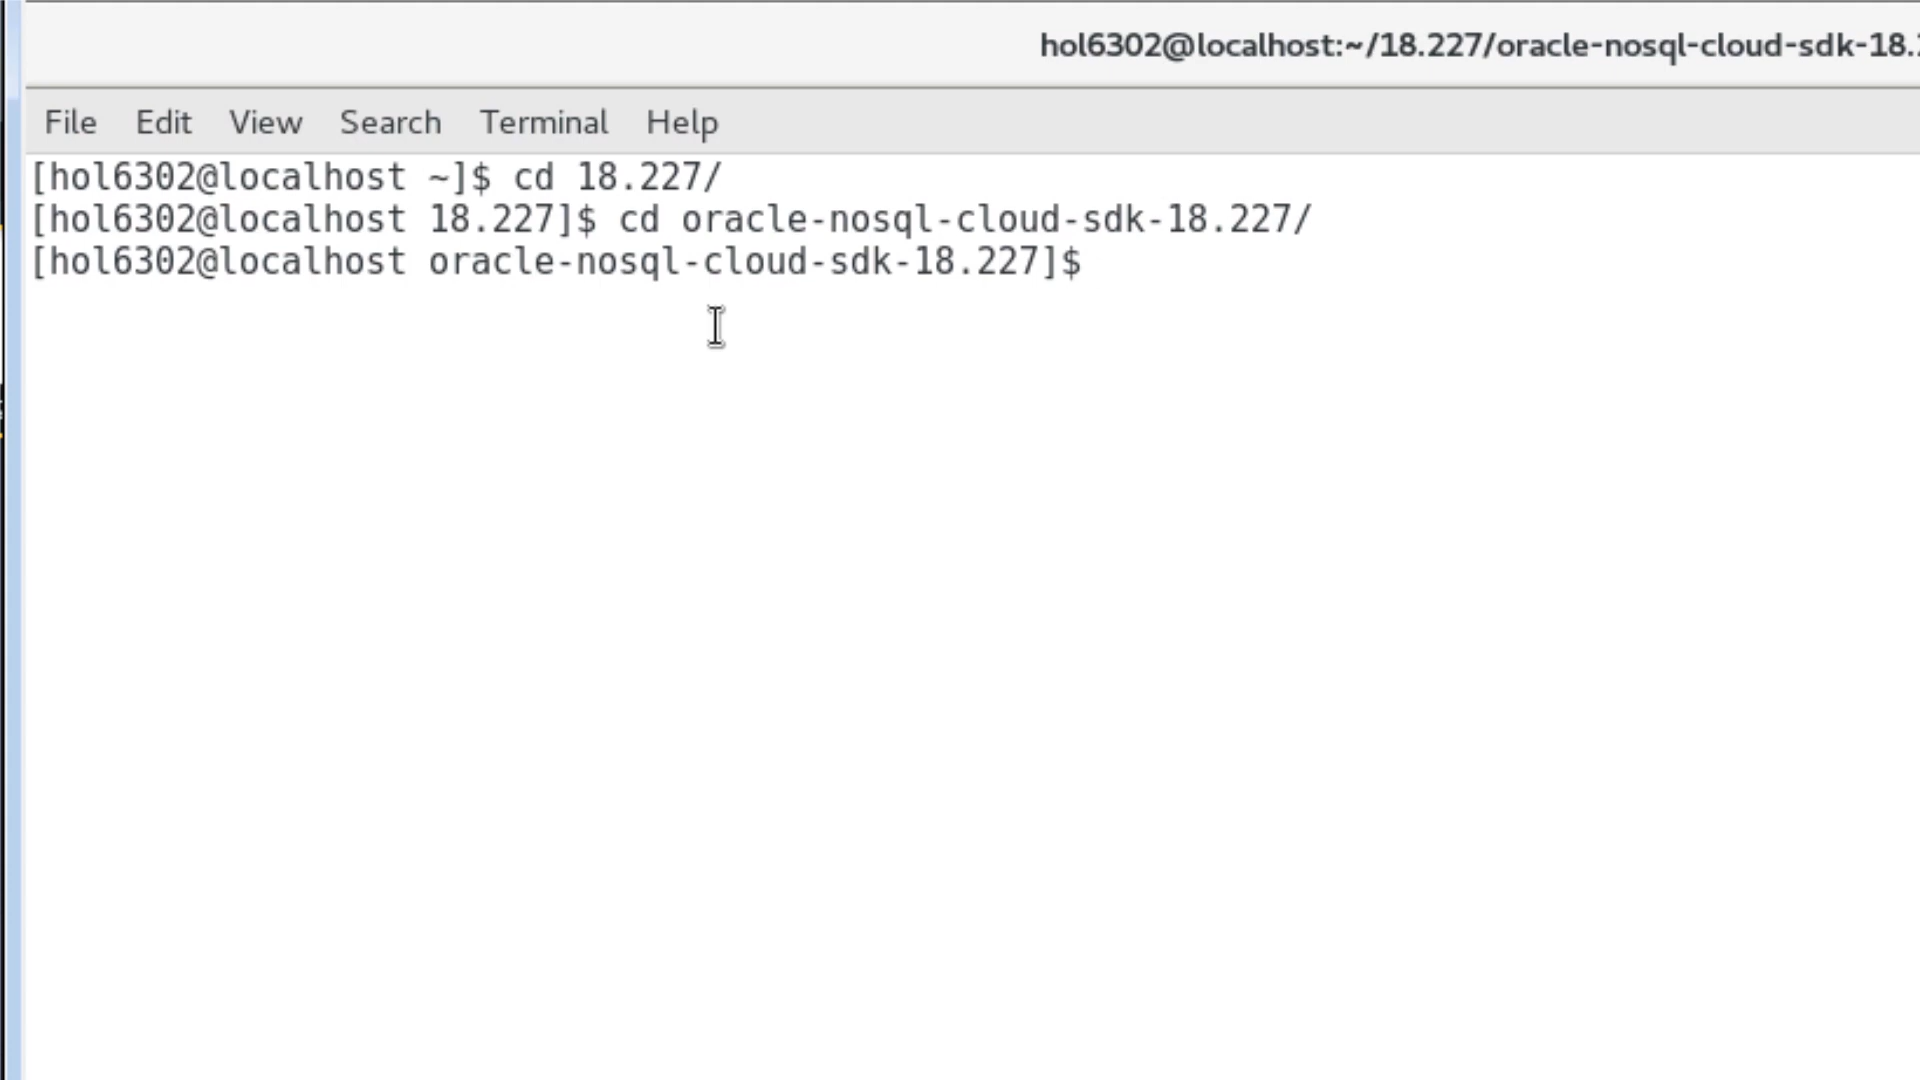 hol6302@localhost:~/18.227/oracle-nosql-cloud-sdk-18.
File Edit View Search Terminal Help
[hol6302@localhost ~]$ cd 18.227/
[hol6302@localhost 18.227]$ cd oracle-nosql-cloud-sdk-18.227/
[hol6302@localhost oracle-nosql-cloud-sdk-18.227]$